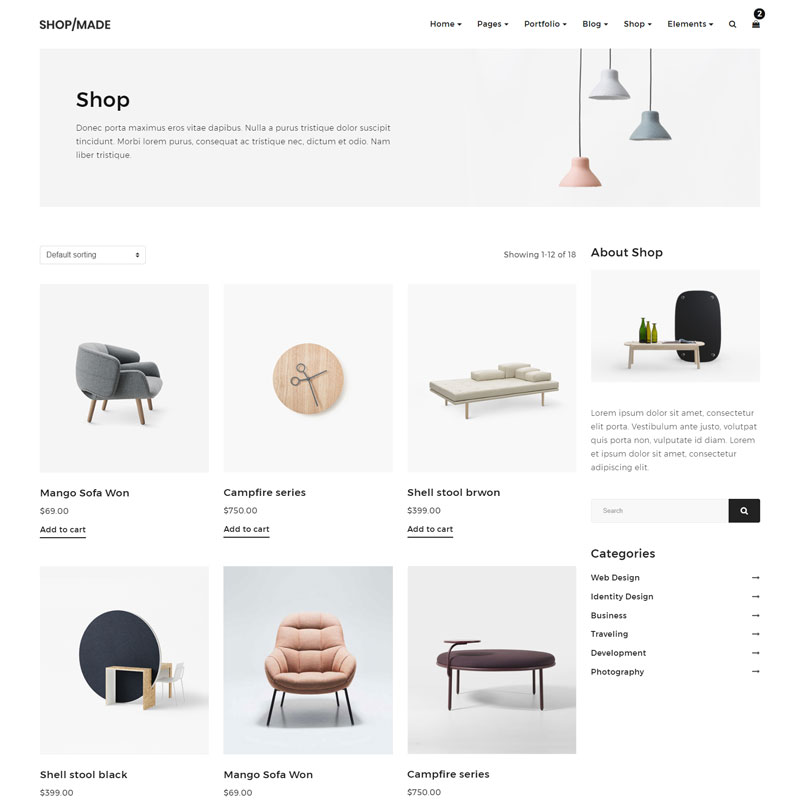 SHOP/MADE
Home Pages Portfolio Blog Shop Elements 2
Shop
Donec porta maximus eros vitae dapibus. Nulla a purus tristique dolor suscipit
tincidunt. Morbi lorem purus, consequat ac tristique nec, dictum et odio. Nam
liber tristique.
Default sorting
Showing 1-12 of 18
Mango Sofa Won
$69.00
Add to cart
Campfire series
$750.00
Add to cart
Shell stool brwon
$399.00
Add to cart
Shell stool black
$399.00
Mango Sofa Won
$69.00
Campfire series
$750.00
About Shop
Lorem ipsum dolor sit amet, consectetur
elit porta. Vestibulum ante justo, volutpat
quis porta non, vulputate id diam. Lorem
et ipsum dolor sit amet, consectetur
adipiscing elit.
Search
Categories
Web Design
Identity Design
Business
Traveling
Development
Photography